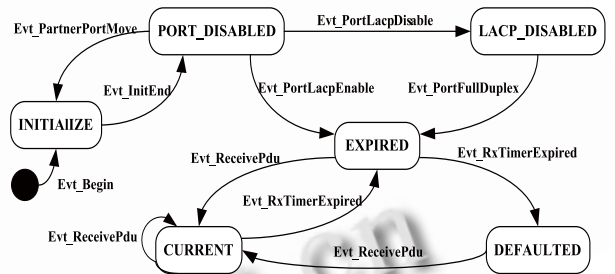 Evt_PortLacpDisable
Evt_PartnerPortMove
PORT_DISABLED
LACP_DISABLED
Evt_InitEnd
Evt_PortLacpEnable
Evt_PortFullDuplex
INITIAlIZE
EXPIRED
Evt_ReceivePdu
Evt_RxTimerExpired
Evt_Begin
Evt_RxTimerExpired
Evt_ReceivePdu
CURRENT
Evt_ReceivePdu
DEFAULTED